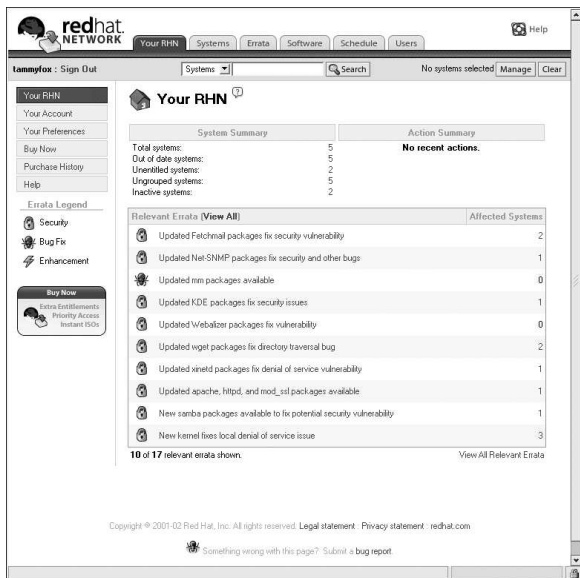 redhat.
NETWORK
Your RHN Systems Errata Software Schedule Users
Help
tammyfox : Sign Out Systems Search No systems selected Manage Clear
Your RHN
Your Account
Your Preferences
Buy Now
Purchase History
Help
Errata Legend
Security
Bug Fix
Enhancement
Buy Now
Extra Entitlements
Priority Access
Instant ISOs
Your RHN ?
System Summary Action Summary
Total systems: 5 No recent actions.
Out of date systems: 5
Unentitled systems: 2
Ungrouped systems: 5
Inactive systems: 2
Relevant Errata (View All) Affected Systems
Updated Fetchmail packages fix security vulnerability 2
Updated Net-SNMP packages fix security and other bugs 1
Updated mm packages available 0
Updated KDE packages fix security issues 1
Updated Webalizer packages fix vulnerability 0
Updated wget packages fix directory traversal bug 2
Updated xinetd packages fix denial of service vulnerability 1
Updated apache, httpd, and mod_ssl packages available 1
New samba packages available to fix potential security vulnerability 1
New kernel fixes local denial of service issue 3
10 of 17 relevant errata shown. View All Relevant Errata
Copyright © 2001-02 Red Hat, Inc. All rights reserved. Legal statement : Privacy statement : redhat.com
Something wrong with this page? Submit a bug report.